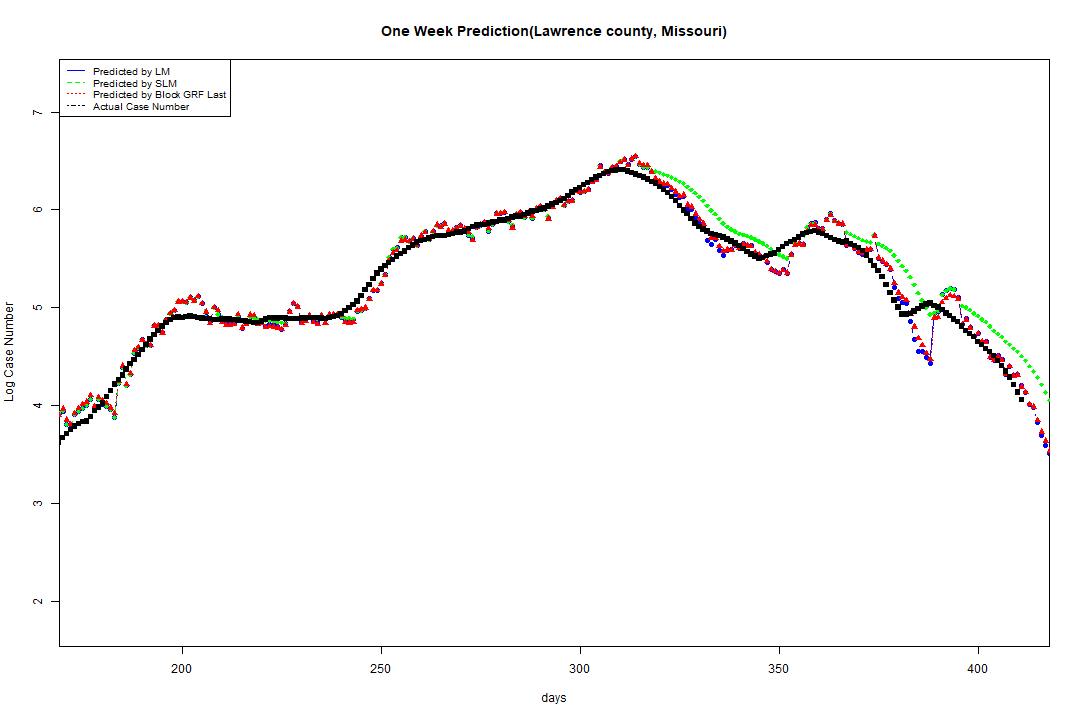 One Week Prediction(Lawrence county, Missouri)
Predicted by LM
Predicted by SLM
Predicted by Block GRF Last
Actual Case Number
7
6
5
4
3
2
Log Case Number
200 250 300 350 400
days